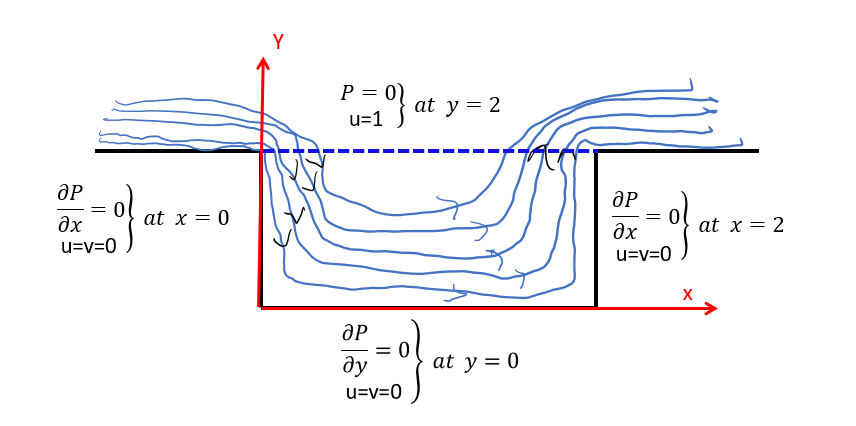 Y
P = 0
u=1 } at y = 2
∂P/∂x = 0
u=v=0 } at x = 0
∂P/∂x = 0
u=v=0 } at x = 2
x
∂P/∂y = 0
u=v=0 } at y = 0